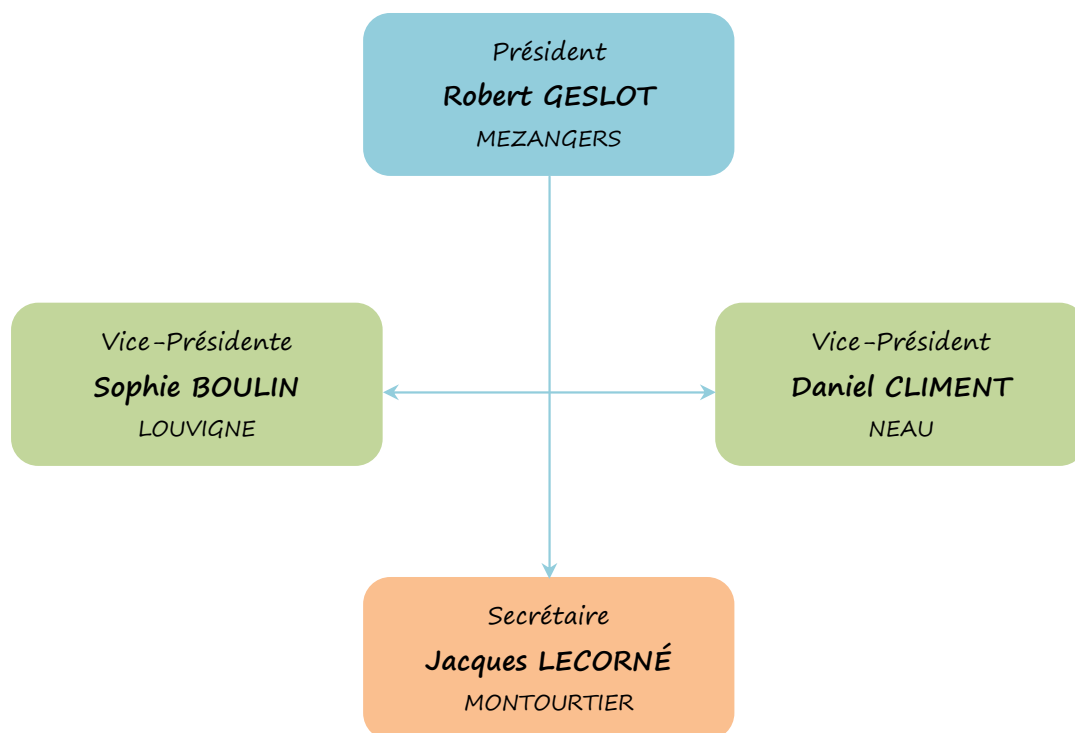 Président
Robert GESLOT
MEZANGERS
Vice-Présidente
Sophie BOULIN
LOUVIGNE
Vice-Président
Daniel CLIMENT
NEAU
Secrétaire
Jacques LECORNÉ
MONTOURTIER